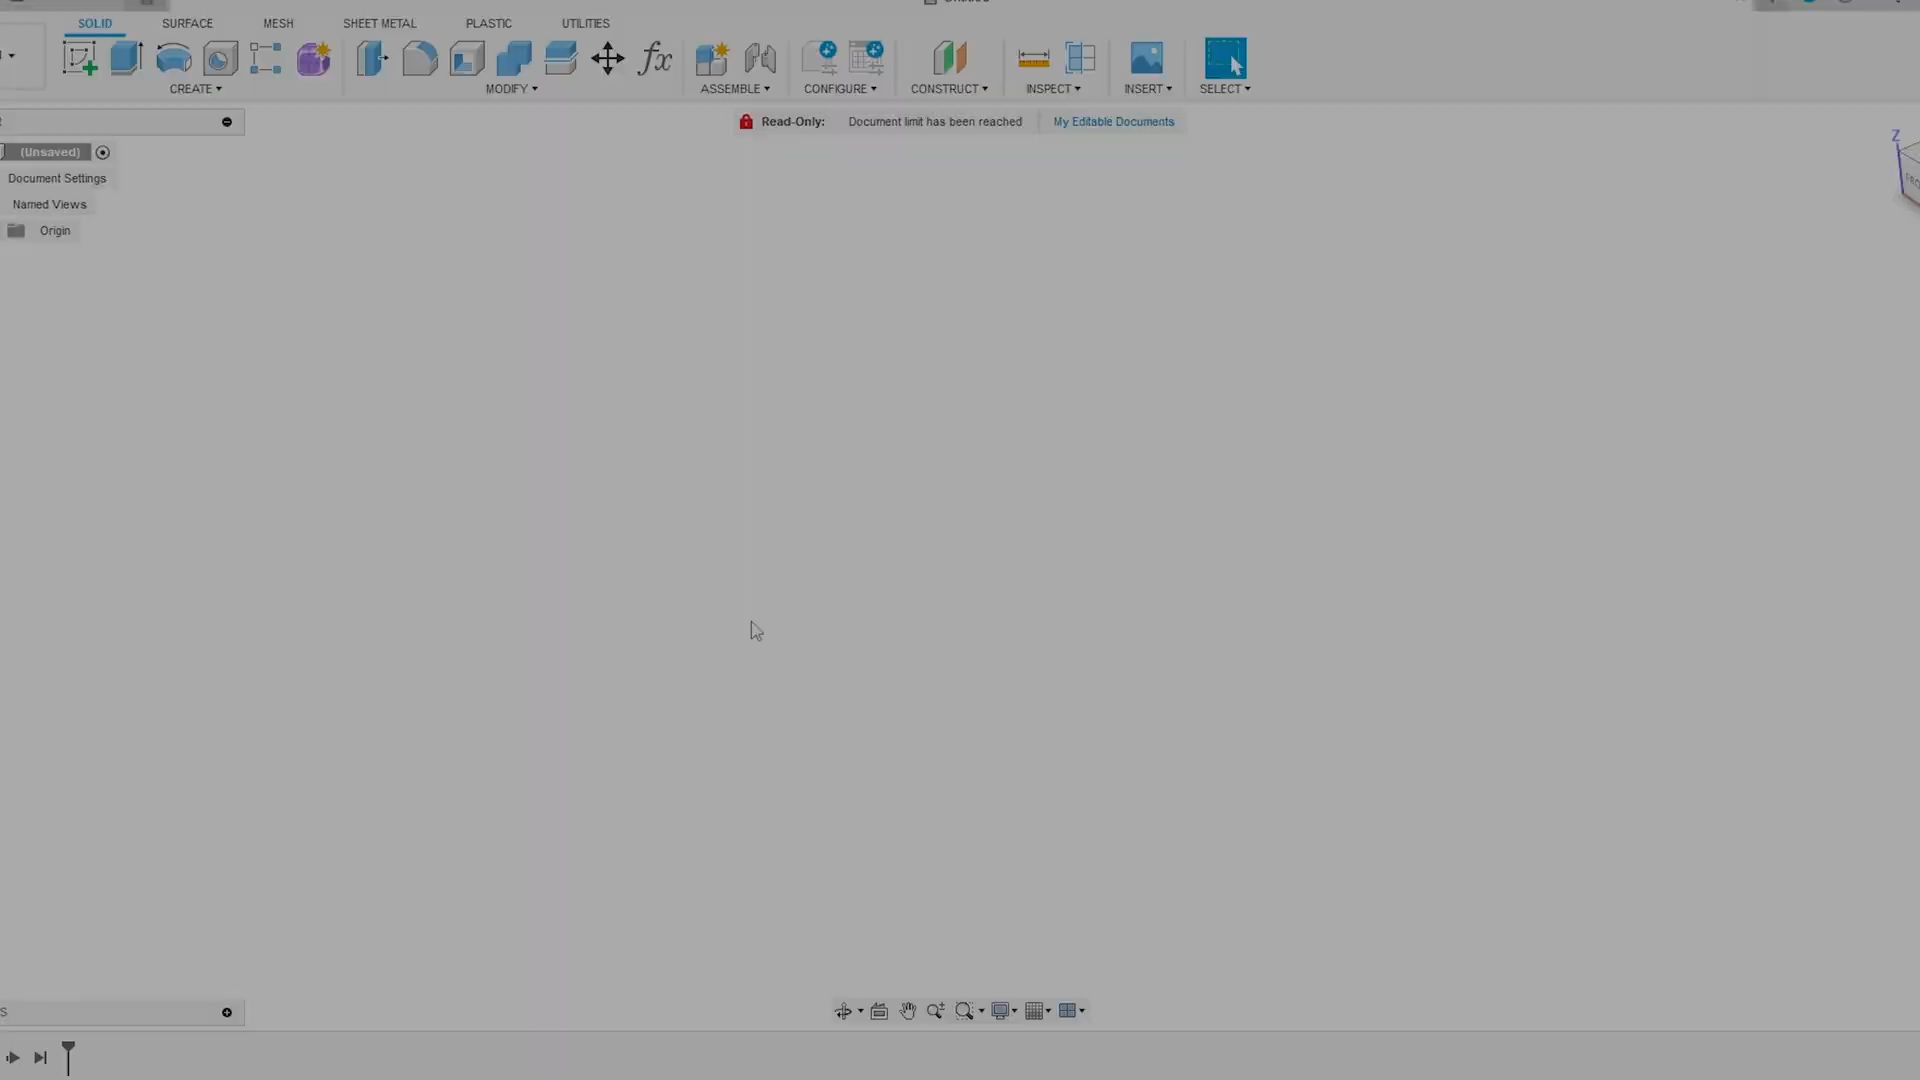 SOLID SURFACE MESH SHEET METAL PLASTIC UTILITIES
fx
CREATE MODIFY ASSEMBLE CONFIGURE CONSTRUCT INSPECT INSERT SELECT
Read-Only: Document limit has been reached My Editable Documents
(Unsaved)
Document Settings
Named Views
Origin
Z